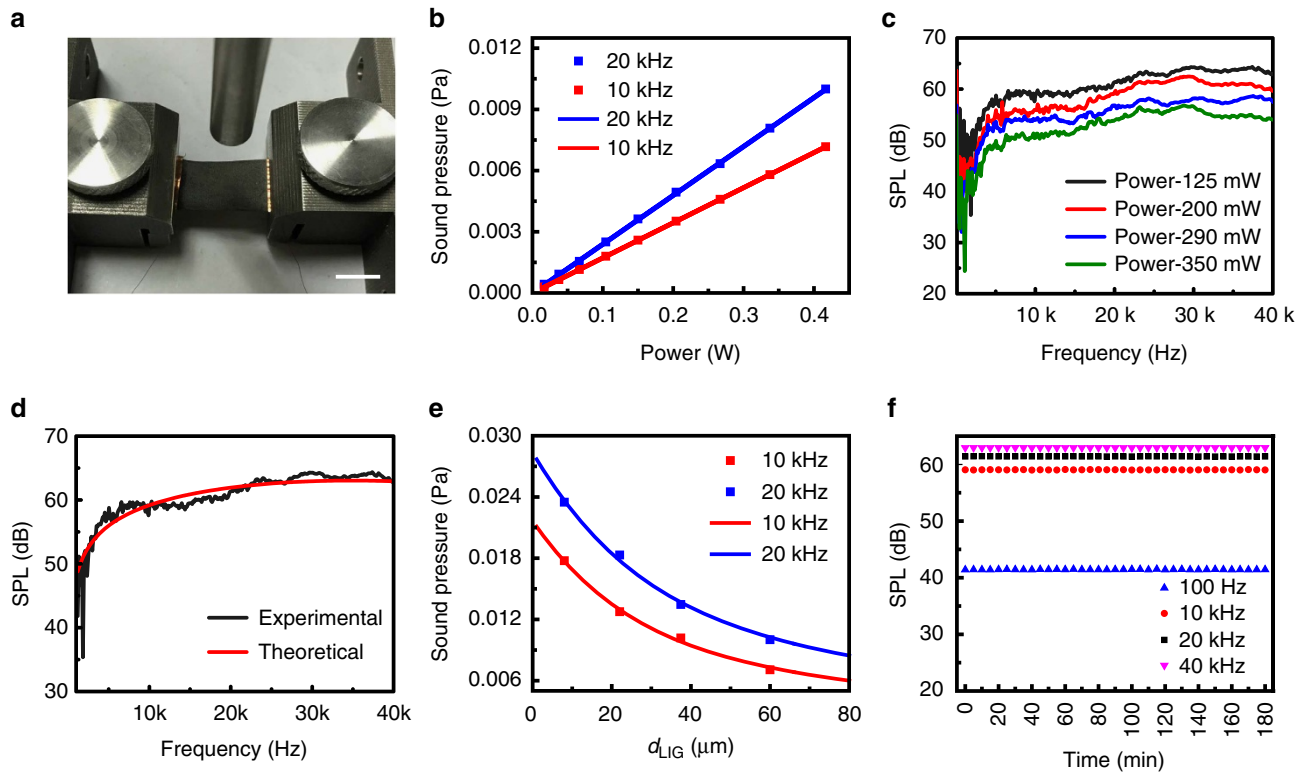 a
b
0.012
0.009
0.006
0.003
0.000
0.0
0.1
0.2
0.3
0.4
Sound pressure (Pa)
Power (W)
20 kHz
10 kHz
20 kHz
10 kHz
c
70
60
50
40
30
20
10 k
20 k
30 k
40 k
SPL (dB)
Frequency (Hz)
Power-125 mW
Power-200 mW
Power-290 mW
Power-350 mW
d
70
60
50
40
30
10k
20k
30k
40k
SPL (dB)
Frequency (Hz)
Experimental
Theoretical
e
0.030
0.024
0.018
0.012
0.006
0
20
40
60
80
Sound pressure (Pa)
dLIG (μm)
10 kHz
20 kHz
10 kHz
20 kHz
f
60
50
40
30
20
0
20
40
60
80
100
120
140
160
180
SPL (dB)
Time (min)
100 Hz
10 kHz
20 kHz
40 kHz